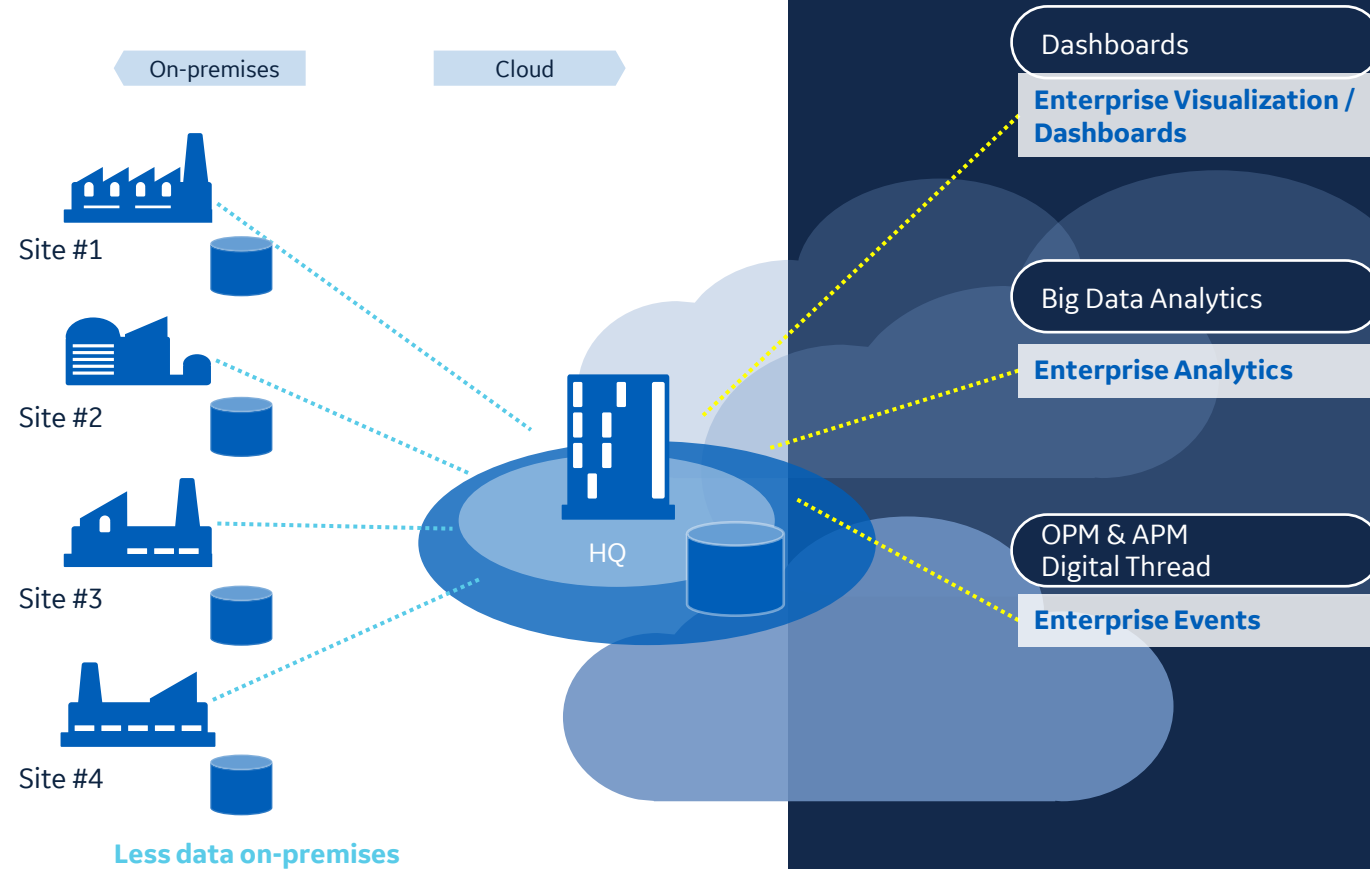 On-premises
Cloud
Site #1
Site #2
Site #3
Site #4
Less data on-premises
HQ
Dashboards
Enterprise Visualization /
Dashboards
Big Data Analytics
Enterprise Analytics
OPM & APM
Digital Thread
Enterprise Events